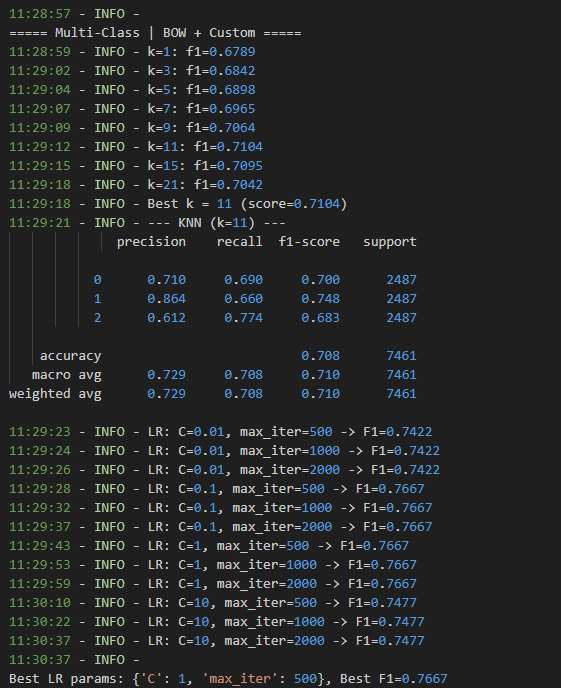 11:28:57 - INFO -
===== Multi-Class | BOW + Custom =====
11:28:59 - INFO - k=1: f1=0.6789
11:29:02 - INFO - k=3: f1=0.6842
11:29:04 - INFO - k=5: f1=0.6898
11:29:07 - INFO - k=7: f1=0.6965
11:29:09 - INFO - k=9: f1=0.7064
11:29:12 - INFO - k=11: f1=0.7104
11:29:15 - INFO - k=15: f1=0.7095
11:29:18 - INFO - k=21: f1=0.7042
11:29:18 - INFO - Best k = 11 (score=0.7104)
11:29:21 - INFO - --- KNN (k=11) ---
precision recall f1-score support
0 0.710 0.690 0.700 2487
1 0.864 0.660 0.748 2487
2 0.612 0.774 0.683 2487
accuracy 0.708 7461
macro avg 0.729 0.708 0.710 7461
weighted avg 0.729 0.708 0.710 7461
11:29:23 - INFO - LR: C=0.01, max_iter=500 -> F1=0.7422
11:29:24 - INFO - LR: C=0.01, max_iter=1000 -> F1=0.7422
11:29:26 - INFO - LR: C=0.01, max_iter=2000 -> F1=0.7422
11:29:28 - INFO - LR: C=0.1, max_iter=500 -> F1=0.7667
11:29:32 - INFO - LR: C=0.1, max_iter=1000 -> F1=0.7667
11:29:37 - INFO - LR: C=0.1, max_iter=2000 -> F1=0.7667
11:29:43 - INFO - LR: C=1, max_iter=500 -> F1=0.7667
11:29:53 - INFO - LR: C=1, max_iter=1000 -> F1=0.7667
11:29:59 - INFO - LR: C=1, max_iter=2000 -> F1=0.7667
11:30:10 - INFO - LR: C=10, max_iter=500 -> F1=0.7477
11:30:22 - INFO - LR: C=10, max_iter=1000 -> F1=0.7477
11:30:37 - INFO - LR: C=10, max_iter=2000 -> F1=0.7477
11:30:37 - INFO -
Best LR params: {'C': 1, 'max_iter': 500}, Best F1=0.7667